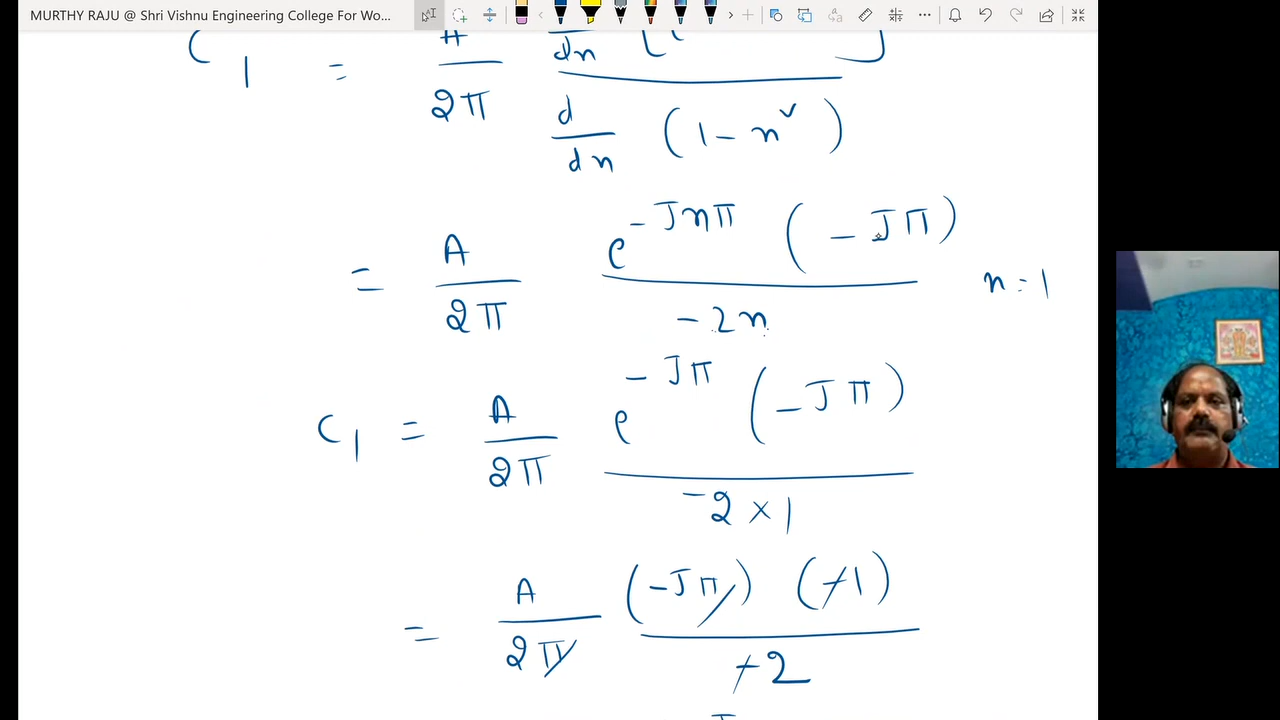 MURTHY RAJU @ Shri Vishnu Engineering College For Wo...
C₁ = A/2π d/dn [(
d/dn (1 - n²)
= A/2π e^(-Jnπ) (-Jπ) / -2n n = 1
C₁ = A/2π e^(-Jπ) (-Jπ) / -2 × 1
= A/2π (-Jπ) (-1) / -2